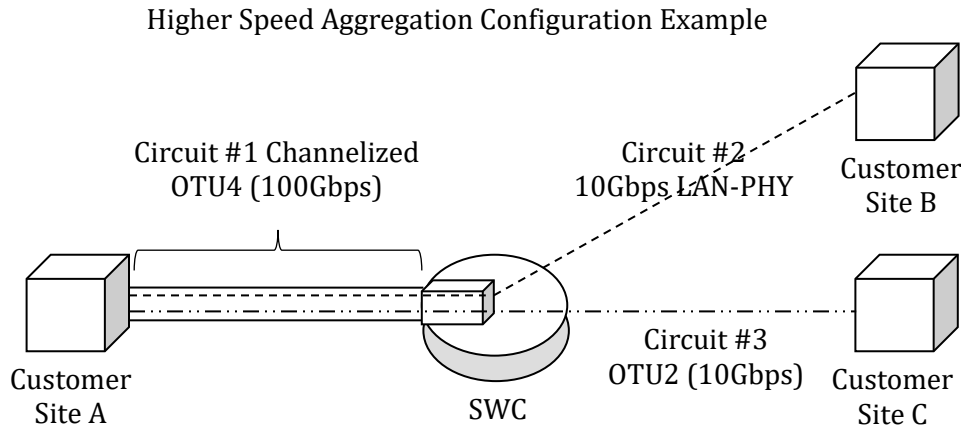 Higher Speed Aggregation Configuration Example
Circuit #1 Channelized
OTU4 (100Gbps)
Circuit #2
10Gbps LAN-PHY
Customer
Site B
Customer
Site A
SWC
Circuit #3
OTU2 (10Gbps)
Customer
Site C